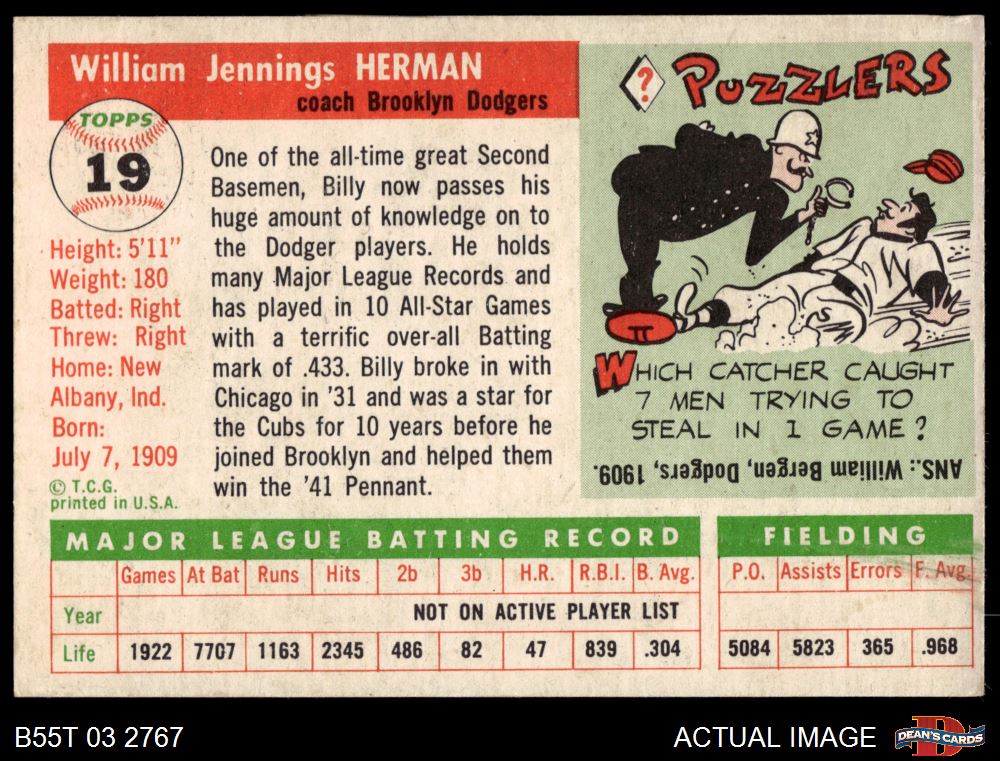 William Jennings HERMAN
coach Brooklyn Dodgers
TOPPS
19
Height: 5'11"
Weight: 180
Batted: Right
Threw: Right
Home: New
Albany, Ind.
Born:
July 7, 1909
© T.C.G.
printed in U.S.A.
One of the all-time great Second
Basemen, Billy now passes his
huge amount of knowledge on to
the Dodger players. He holds
many Major League Records and
has played in 10 All-Star Games
with a terrific over-all Batting
mark of .433. Billy broke in with
Chicago in '31 and was a star for
the Cubs for 10 years before he
joined Brooklyn and helped them
win the '41 Pennant.
?
PUZZLERS
W
WHICH CATCHER CAUGHT
7 MEN TRYING TO
STEAL IN 1 GAME?
ANS.: William Bergen, Dodgers, 1909.
MAJOR LEAGUE BATTING RECORD
Games At Bat Runs Hits 2b 3b H.R. R.B.I. B. Avg.
Year NOT ON ACTIVE PLAYER LIST
Life 1922 7707 1163 2345 486 82 47 839 .304
FIELDING
P.O. Assists Errors F. Avg.
5084 5823 365 .968
B55T 03 2767
ACTUAL IMAGE
D
DEAN'S CARDS